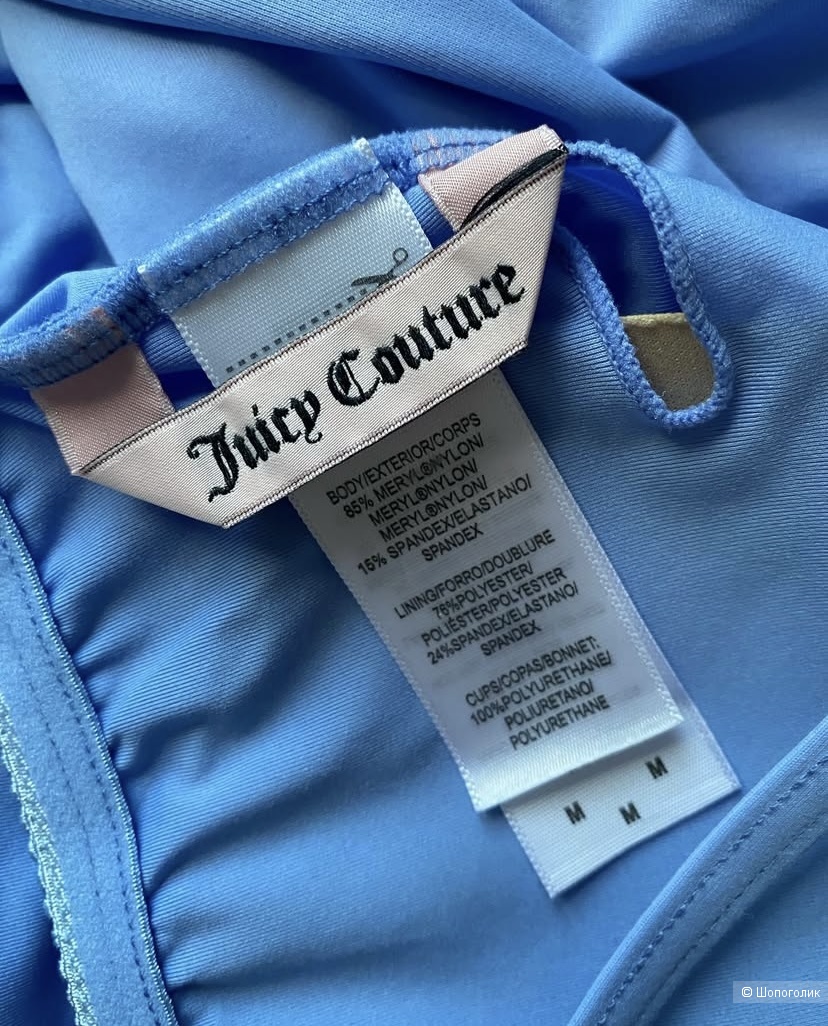 Juicy Couture
BODY/EXTERIOR/CORPS
85% MERYL®NYLON/
MERYL®NYLON/
MERYL®NYLON/
15% SPANDEX/ELASTANO/
SPANDEX
LINING/FORRO/DOUBLURE
76%POLYESTER/
POLIÉSTER/POLYESTER
24%SPANDEX/ELASTANO/
SPANDEX
CUPS/COPAS/BONNET:
100%POLYURETHANE/
POLIURETANO/
POLYURETHANE
M
M
M
© Шопоголик